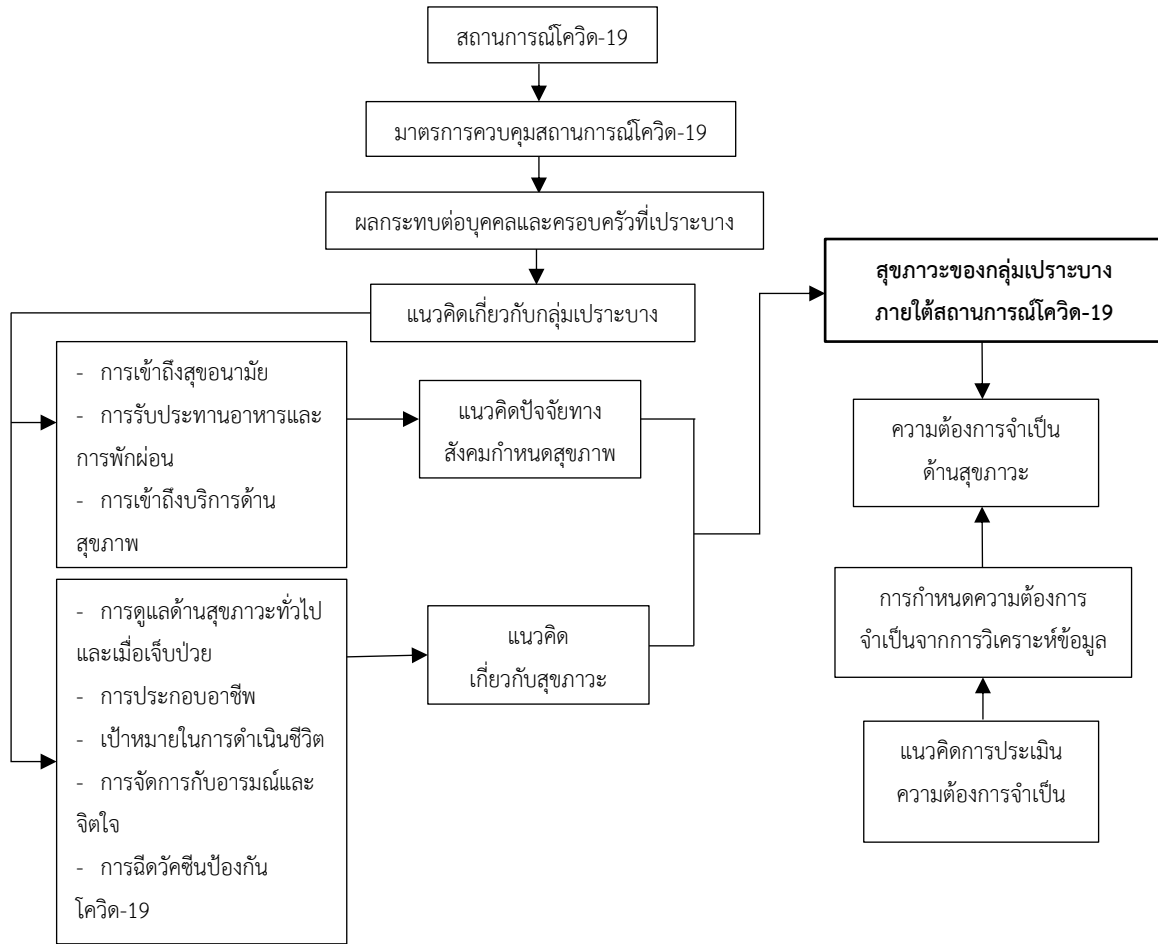 สถานการณ์โควิด-19
มาตรการควบคุมสถานการณ์โควิด-19
ผลกระทบต่อบุคคลและครอบครัวที่เปราะบาง
แนวคิดเกี่ยวกับกลุ่มเปราะบาง
- การเข้าถึงสุขอนามัย
- การรับประทานอาหารและ
การพักผ่อน
- การเข้าถึงบริการด้าน
สุขภาพ
- การดูแลด้านสุขภาวะทั่วไป
และเมื่อเจ็บป่วย
- การประกอบอาชีพ
- เป้าหมายในการดำเนินชีวิต
- การจัดการกับอารมณ์และ
จิตใจ
- การฉีดวัคซีนป้องกัน
โควิด-19
แนวคิดปัจจัยทาง
สังคมกำหนดสุขภาพ
แนวคิด
เกี่ยวกับสุขภาวะ
สุขภาวะของกลุ่มเปราะบาง
ภายใต้สถานการณ์โควิด-19
ความต้องการจำเป็น
ด้านสุขภาวะ
การกำหนดความต้องการ
จำเป็นจากการวิเคราะห์ข้อมูล
แนวคิดการประเมิน
ความต้องการจำเป็น